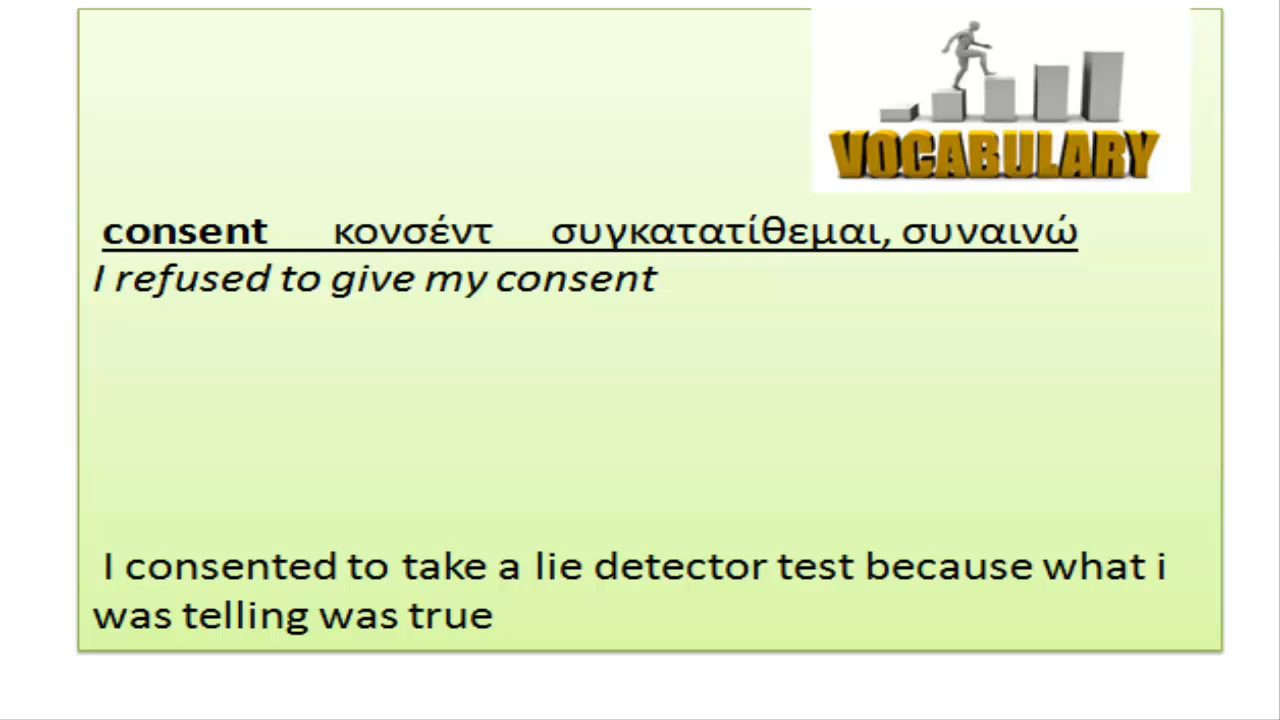 VOCABULARY
consent κονσέντ συγκατατίθεμαι, συναινώ
I refused to give my consent
I consented to take a lie detector test because what i
was telling was true